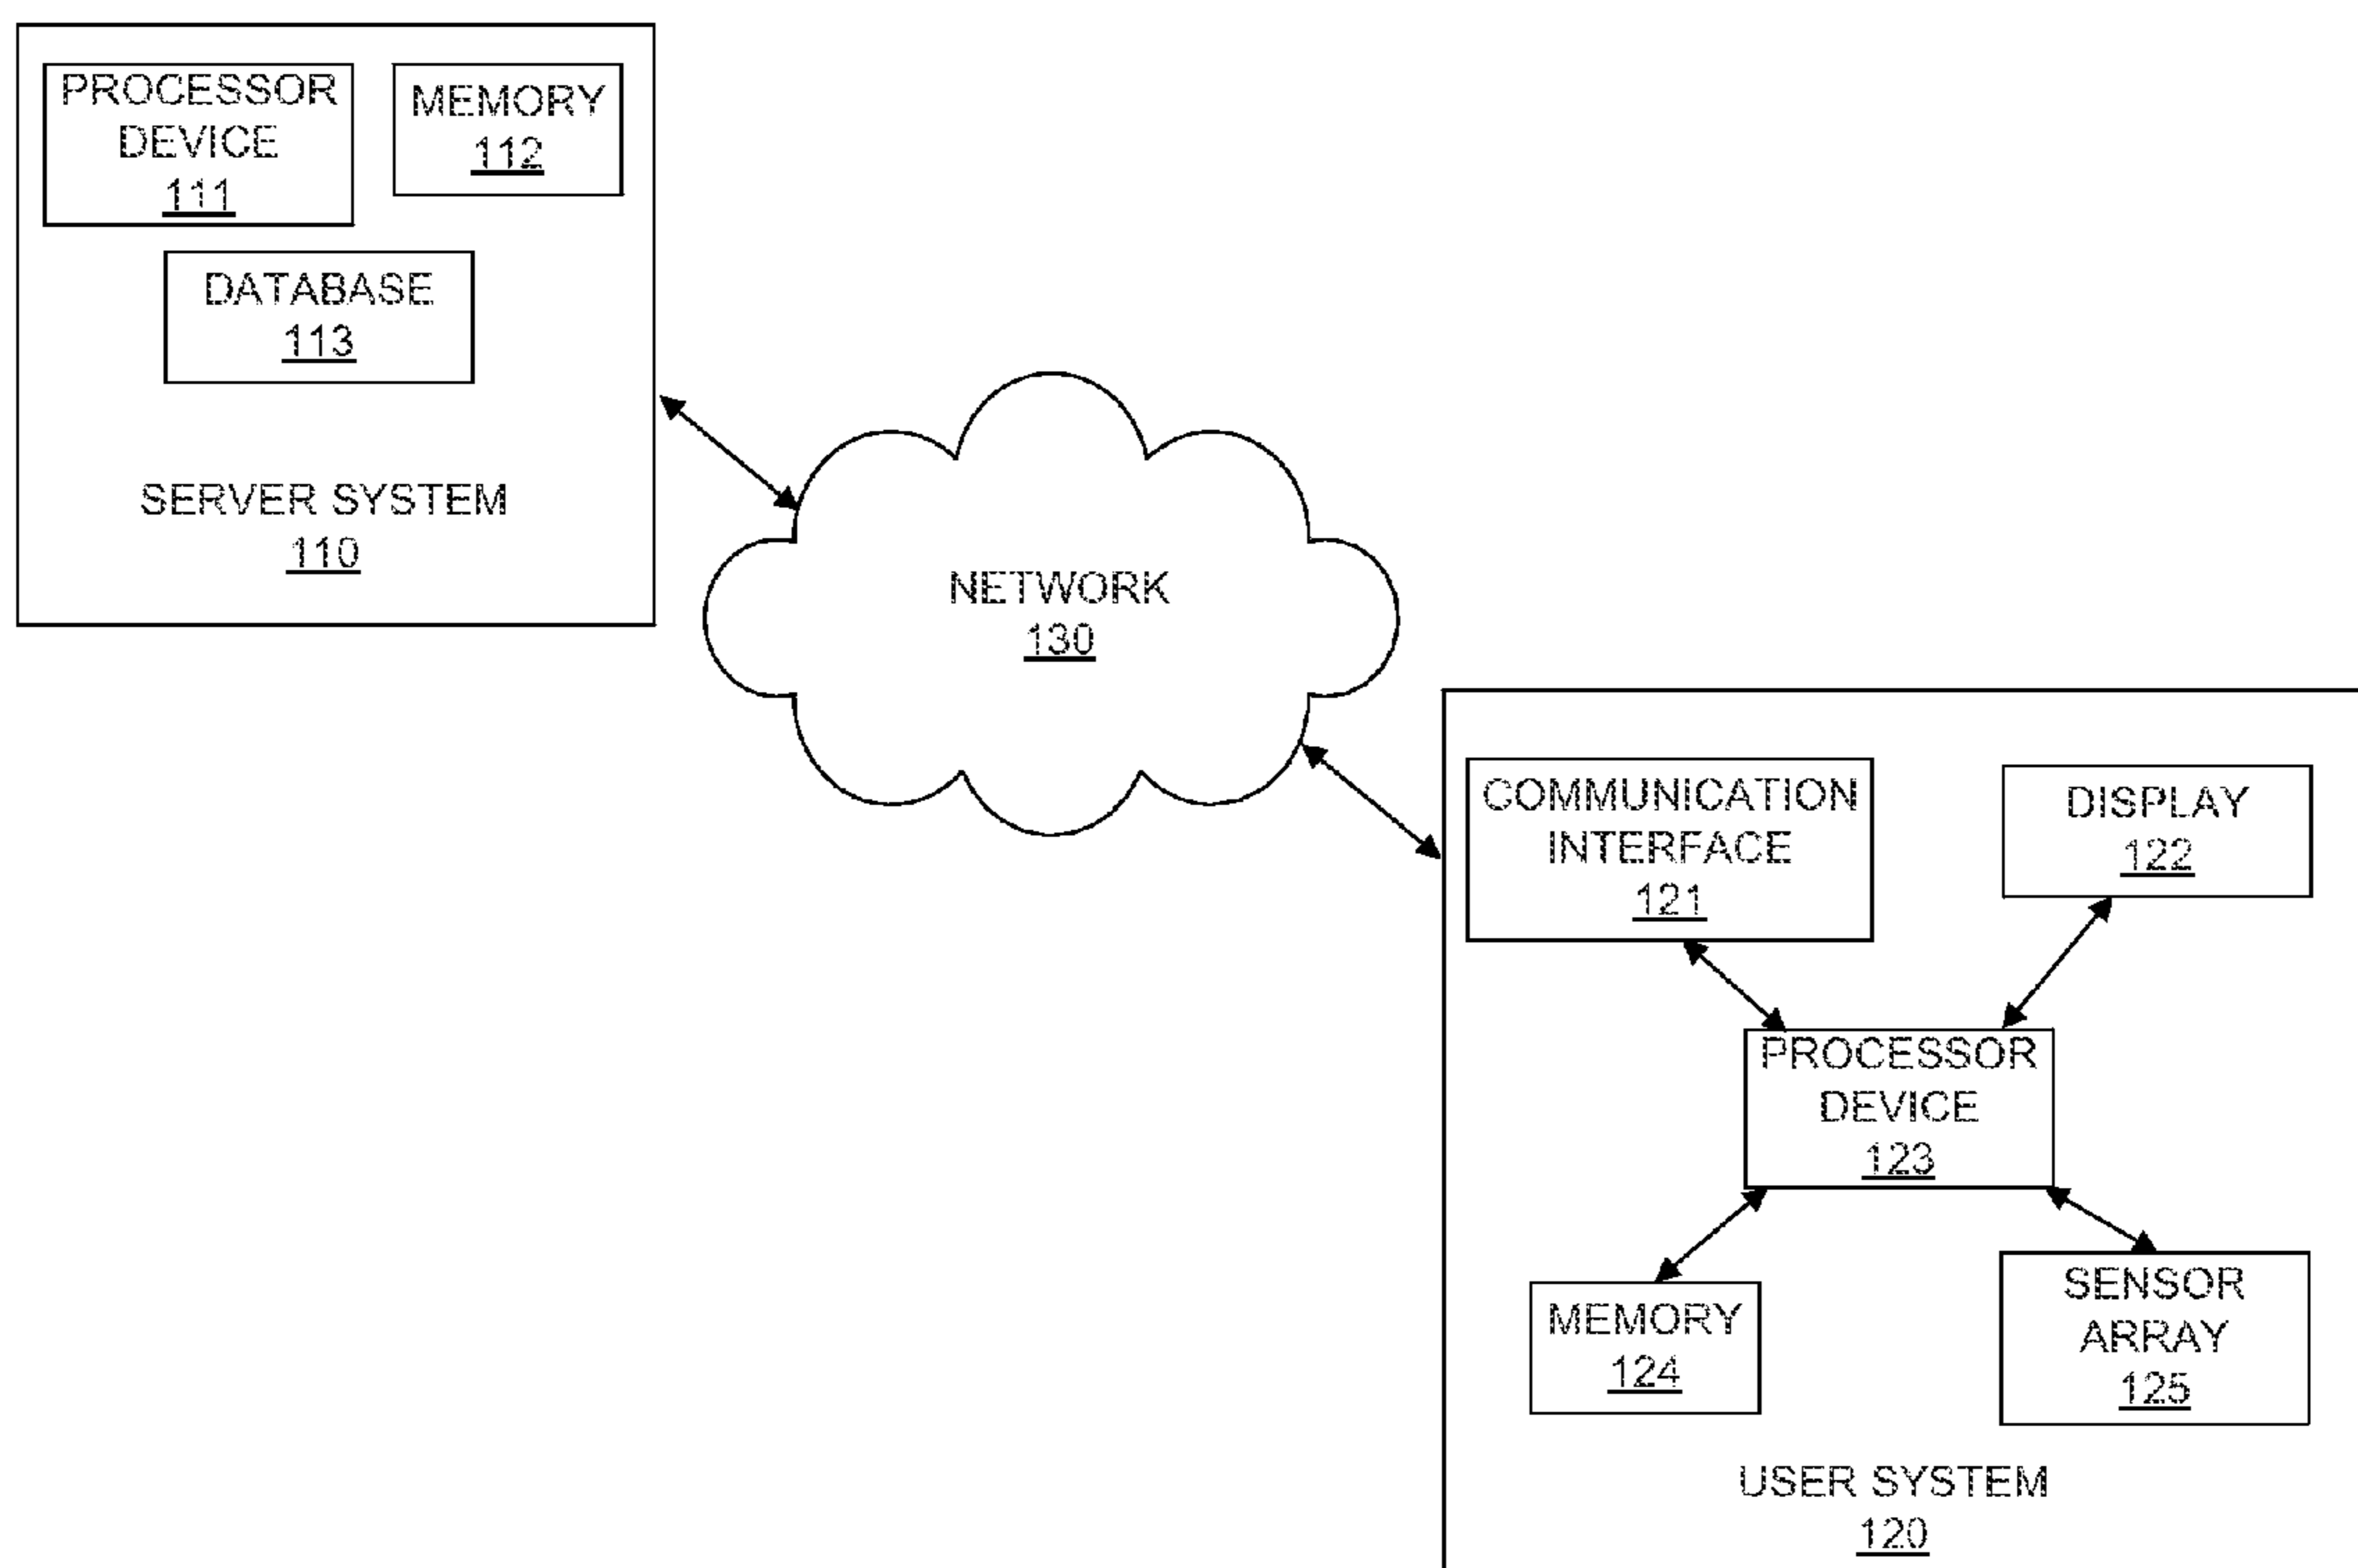 PROCESSOR
DEVICE
111
MEMORY
112
DATABASE
113
SERVER SYSTEM
110
NETWORK
130
COMMUNICATION
INTERFACE
121
DISPLAY
122
PROCESSOR
DEVICE
123
MEMORY
124
SENSOR
ARRAY
125
USER SYSTEM
120